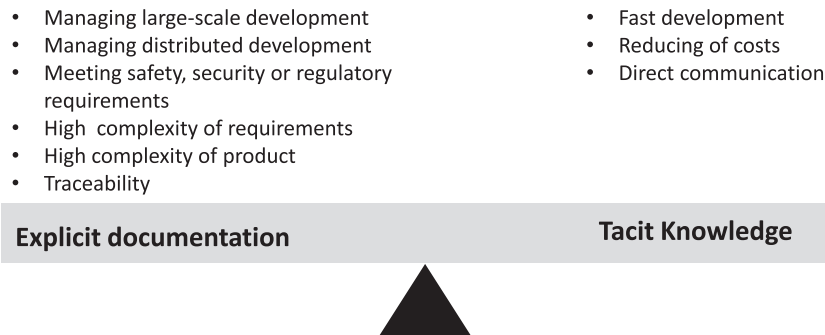 • Managing large-scale development
• Managing distributed development
• Meeting safety, security or regulatory
requirements
• High complexity of requirements
• High complexity of product
• Traceability
• Fast development
• Reducing of costs
• Direct communication
Explicit documentation
Tacit Knowledge